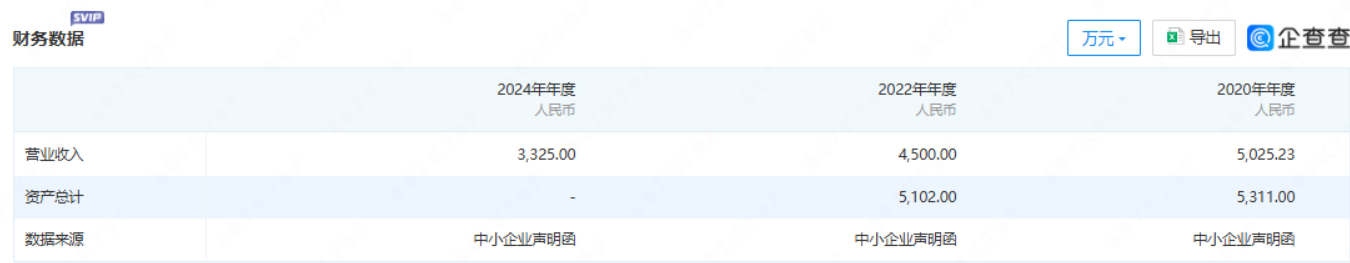 SVIP
财务数据
万元 导出 企查查
2024年年度 2022年年度 2020年年度
人民币 人民币 人民币
营业收入 3,325.00 4,500.00 5,025.23
资产总计 - 5,102.00 5,311.00
数据来源 中小企业声明函 中小企业声明函 中小企业声明函